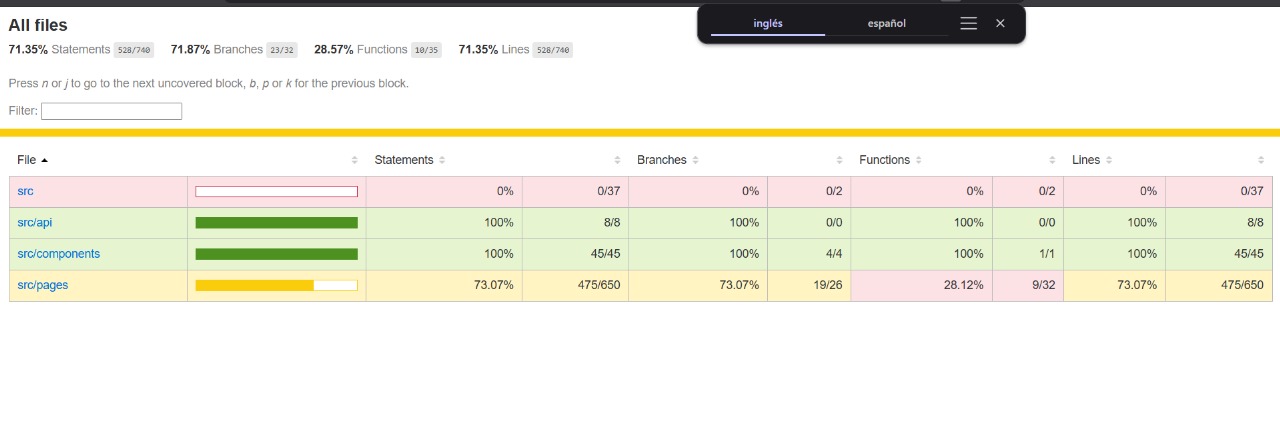 All files
inglés español
71.35% Statements 528/740 71.87% Branches 23/32 28.57% Functions 10/35 71.35% Lines 528/740
Press n or j to go to the next uncovered block, b, p or k for the previous block.
Filter:
File Statements Branches Functions Lines
src 0% 0/37 0% 0/2 0% 0/2 0% 0/37
src/api 100% 8/8 100% 0/0 100% 0/0 100% 8/8
src/components 100% 45/45 100% 4/4 100% 1/1 100% 45/45
src/pages 73.07% 475/650 73.07% 19/26 28.12% 9/32 73.07% 475/650